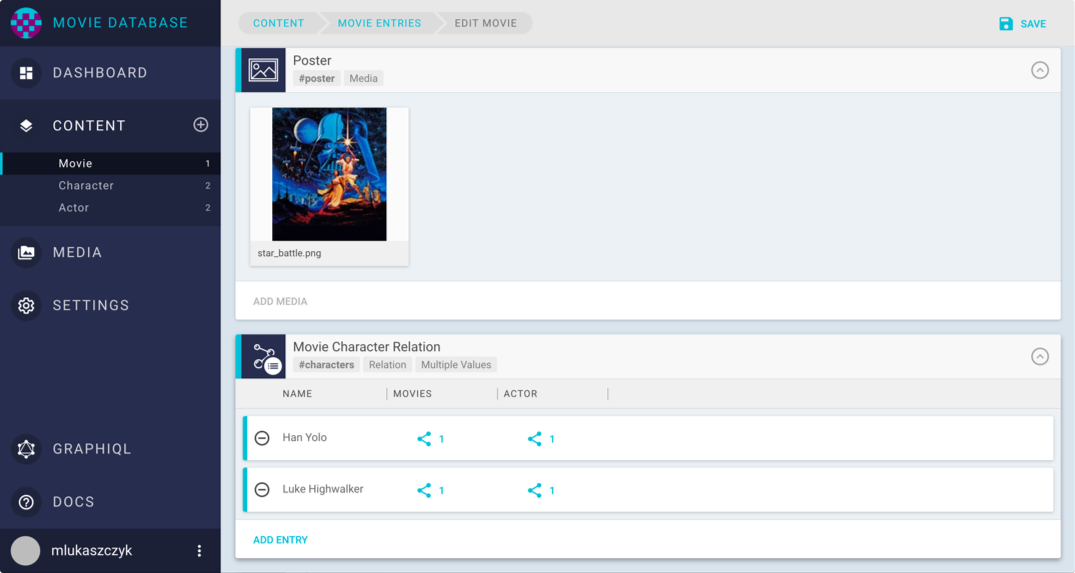 MOVIE DATABASE
DASHBOARD
CONTENT
Movie 1
Character 2
Actor 2
MEDIA
SETTINGS
GRAPHIQL
DOCS
mlukaszczyk
CONTENT MOVIE ENTRIES EDIT MOVIE
SAVE
Poster
#poster Media
star_battle.png
ADD MEDIA
Movie Character Relation
#characters Relation Multiple Values
NAME MOVIES ACTOR
Han Yolo 1 1
Luke Highwalker 1 1
ADD ENTRY